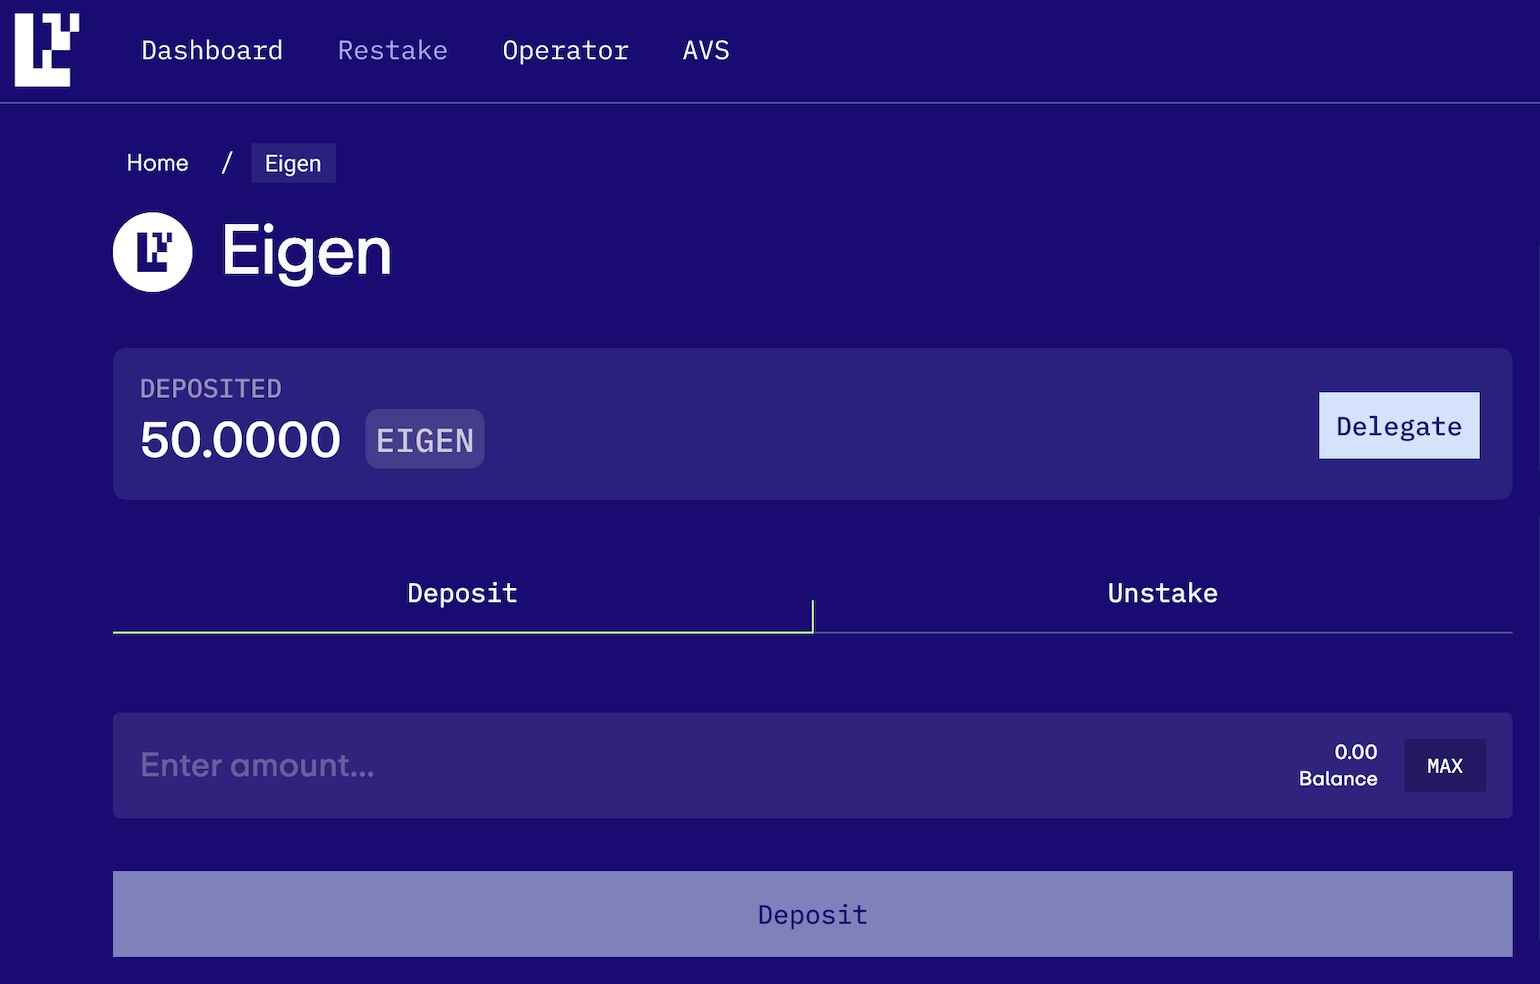 Dashboard Restake Operator AVS
Home / Eigen
Eigen
DEPOSITED
50.0000 EIGEN
Delegate
Deposit Unstake
Enter amount...
0.00
Balance
MAX
Deposit